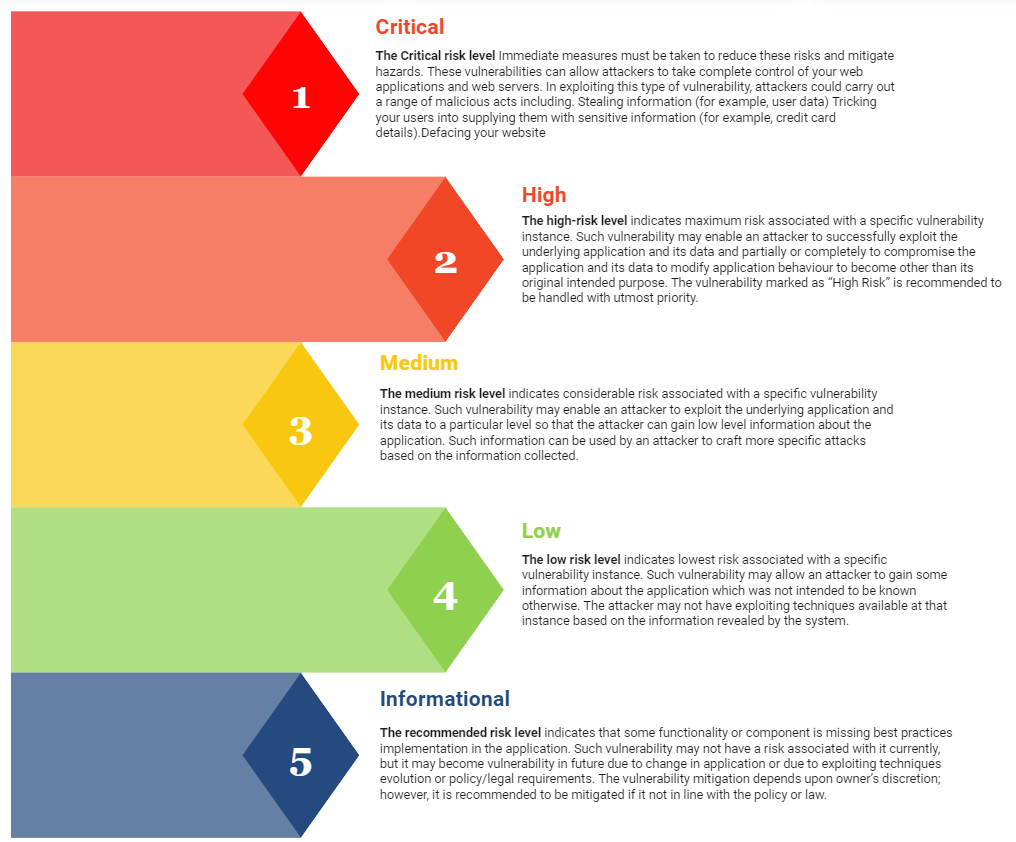 Critical
The Critical risk level Immediate measures must be taken to reduce these risks and mitigate
hazards. These vulnerabilities can allow attackers to take complete control of your web
applications and web servers. In exploiting this type of vulnerability, attackers could carry out
a range of malicious acts including. Stealing information (for example, user data) Tricking
your users into supplying them with sensitive information (for example, credit card
details).Defacing your website
1
High
The high-risk level indicates maximum risk associated with a specific vulnerability
instance. Such vulnerability may enable an attacker to successfully exploit the
underlying application and its data and partially or completely to compromise the
application and its data to modify application behaviour to become other than its
original intended purpose. The vulnerability marked as “High Risk” is recommended to
be handled with utmost priority.
2
Medium
The medium risk level indicates considerable risk associated with a specific vulnerability
instance. Such vulnerability may enable an attacker to exploit the underlying application and
its data to a particular level so that the attacker can gain low level information about the
application. Such information can be used by an attacker to craft more specific attacks
based on the information collected.
3
Low
The low risk level indicates lowest risk associated with a specific
vulnerability instance. Such vulnerability may allow an attacker to gain some
information about the application which was not intended to be known
otherwise. The attacker may not have exploiting techniques available at that
instance based on the information revealed by the system.
4
Informational
The recommended risk level indicates that some functionality or component is missing best practices
implementation in the application. Such vulnerability may not have a risk associated with it currently,
but it may become vulnerability in future due to change in application or due to exploiting techniques
evolution or policy/legal requirements. The vulnerability mitigation depends upon owner’s discretion;
however, it is recommended to be mitigated if it not in line with the policy or law.
5